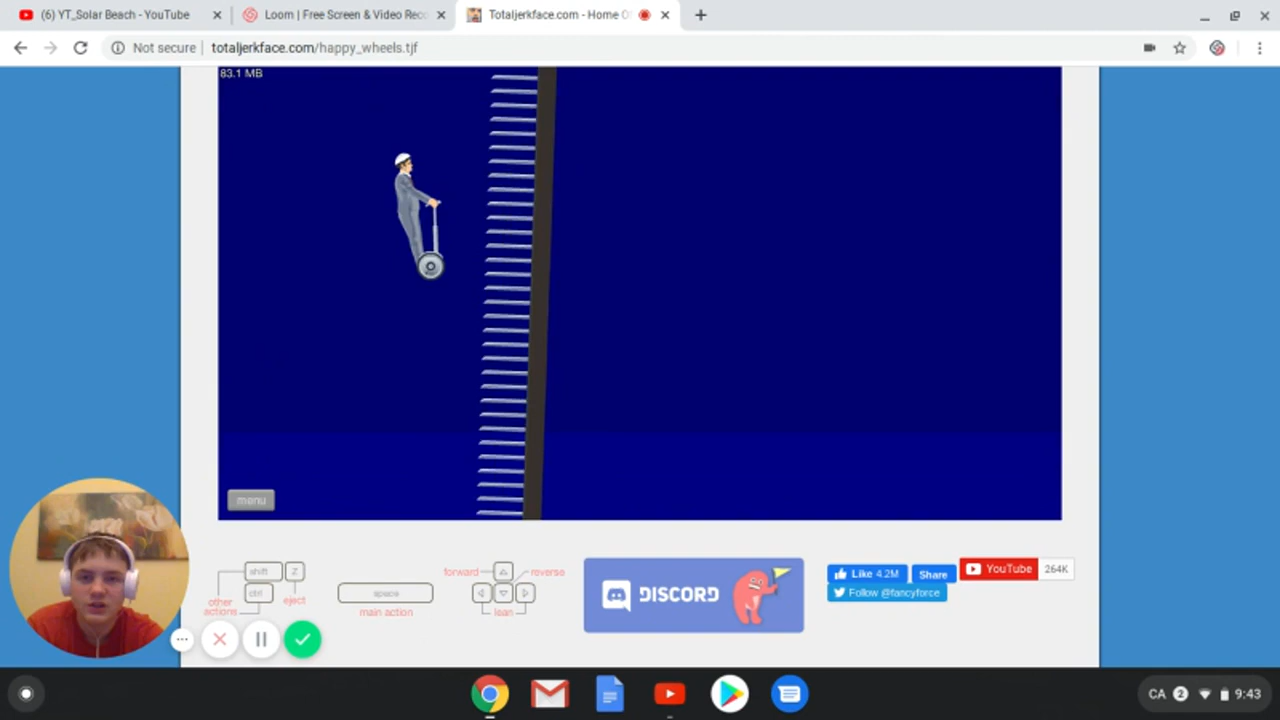 (6) YT_Solar Beach - YouTube
Loom | Free Screen & Video Reco
Totaljerkface.com - Home O
Not secure
totaljerkface.com/happy_wheels.tjf
83.1 MB
menu
shift
Z
ctrl
eject
other actions
space
main action
forward
reverse
lean
DISCORD
Like 4.2M
Share
YouTube
264K
Follow @fancyforce
CA
2
9:43